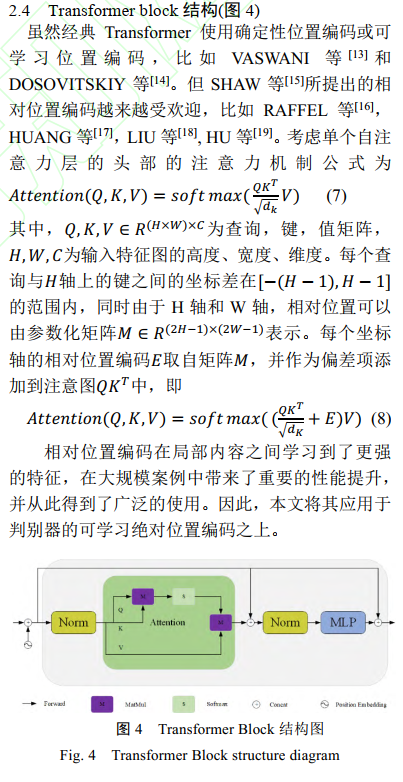 2.4 Transformer block 结构(图 4)
虽然经典 Transformer 使用确定性位置编码或可
学习位置编码，比如 VASWANI 等[13]和
DOSOVITSKIY 等[14]。但 SHAW 等[15]所提出的相
对位置编码越来越受欢迎，比如 RAFFEL 等[16]，
HUANG 等[17]，LIU 等[18], HU 等[19]。考虑单个自注
意力层的头部的注意力机制公式为
Attention(Q, K, V) = soft max(QK^T/√d_k V) (7)
其中，Q, K, V ∈ R^(H×W)×C 为查询，键，值矩阵，
H, W, C为输入特征图的高度、宽度、维度。每个查
询与H轴上的键之间的坐标差在[−(H − 1), H − 1]
的范围内，同时由于 H 轴和 W 轴，相对位置可以
由参数化矩阵M ∈ R^(2H−1)×(2W−1)表示。每个坐标
轴的相对位置编码E取自矩阵M，并作为偏差项添
加到注意图QK^T中，即
Attention(Q, K, V) = soft max( (QK^T/√d_K + E)V) (8)
相对位置编码在局部内容之间学习到了更强
的特征，在大规模案例中带来了重要的性能提升，
并从此得到了广泛的使用。因此，本文将其应用于
判别器的可学习绝对位置编码之上。
M S
Q
Norm K Attention M Norm MLP
V
Forward M MatMul S Softmax Concat Position Embedding
图 4 Transformer Block 结构图
Fig. 4 Transformer Block structure diagram